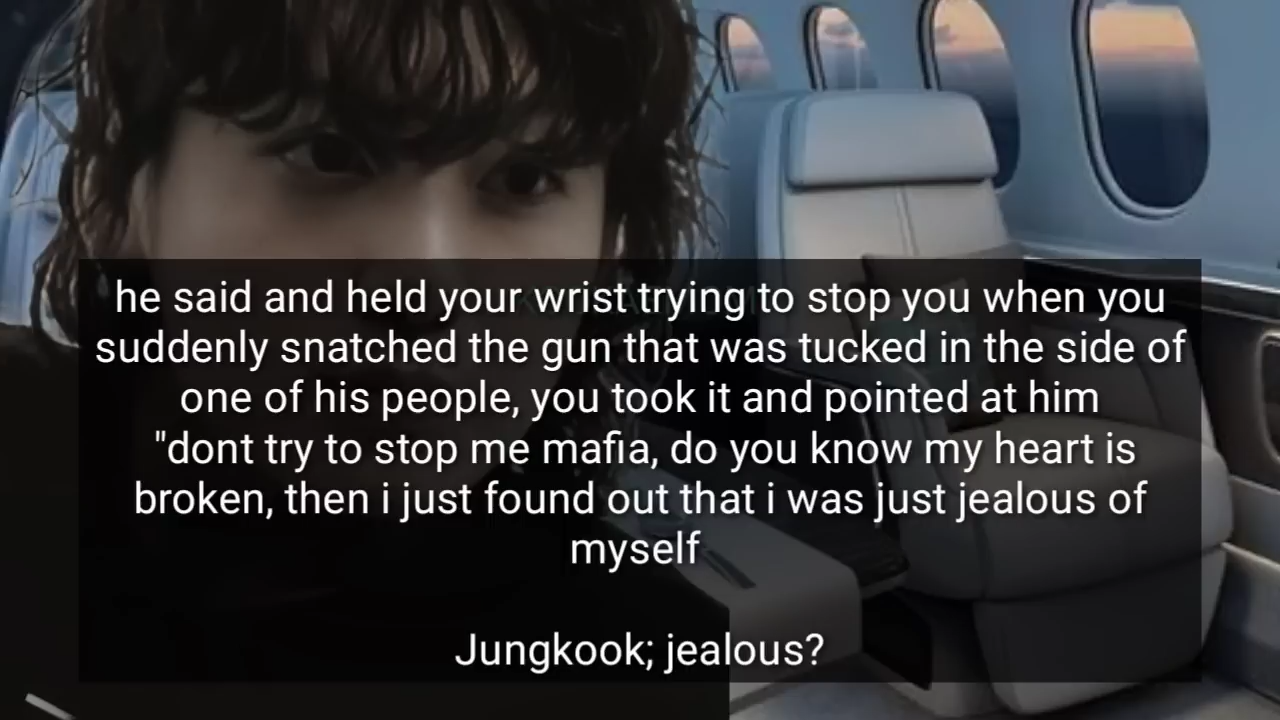 he said and held your wrist trying to stop you when you
suddenly snatched the gun that was tucked in the side of
one of his people, you took it and pointed at him
"dont try to stop me mafia, do you know my heart is
broken, then i just found out that i was just jealous of
myself
Jungkook; jealous?